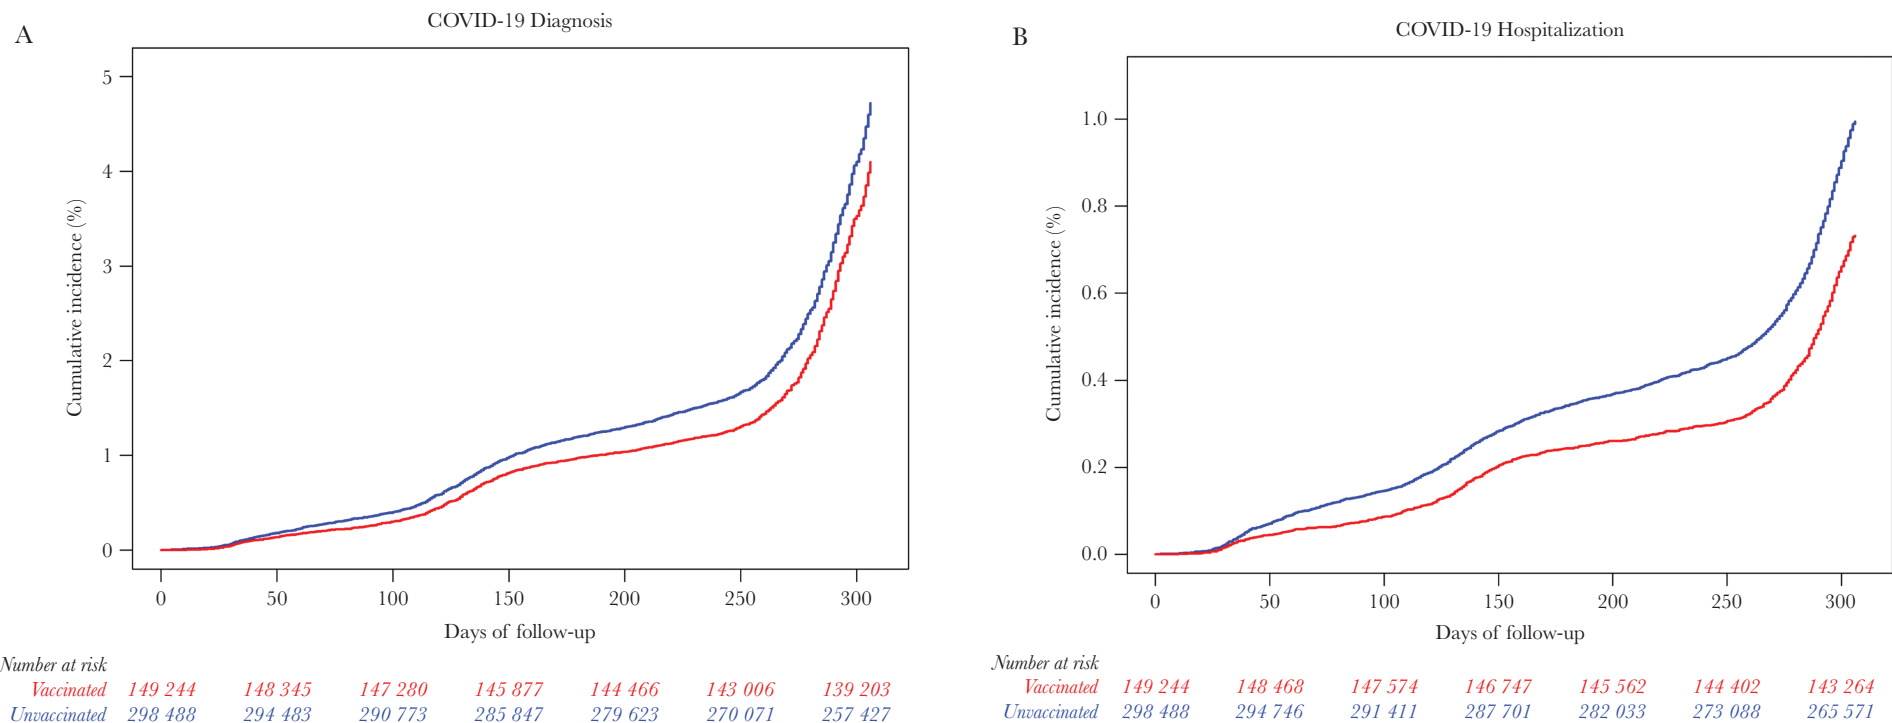 A
COVID-19 Diagnosis
Cumulative incidence (%)
5
4
3
2
1
0
0 50 100 150 200 250 300
Days of follow-up
Number at risk
Vaccinated 149 244 148 345 147 280 145 877 144 466 143 006 139 203
Unvaccinated 298 488 294 483 290 773 285 847 279 623 270 071 257 427
B
COVID-19 Hospitalization
Cumulative incidence (%)
1.0
0.8
0.6
0.4
0.2
0.0
0 50 100 150 200 250 300
Days of follow-up
Number at risk
Vaccinated 149 244 148 468 147 574 146 747 145 562 144 402 143 264
Unvaccinated 298 488 294 746 291 411 287 701 282 033 273 088 265 571